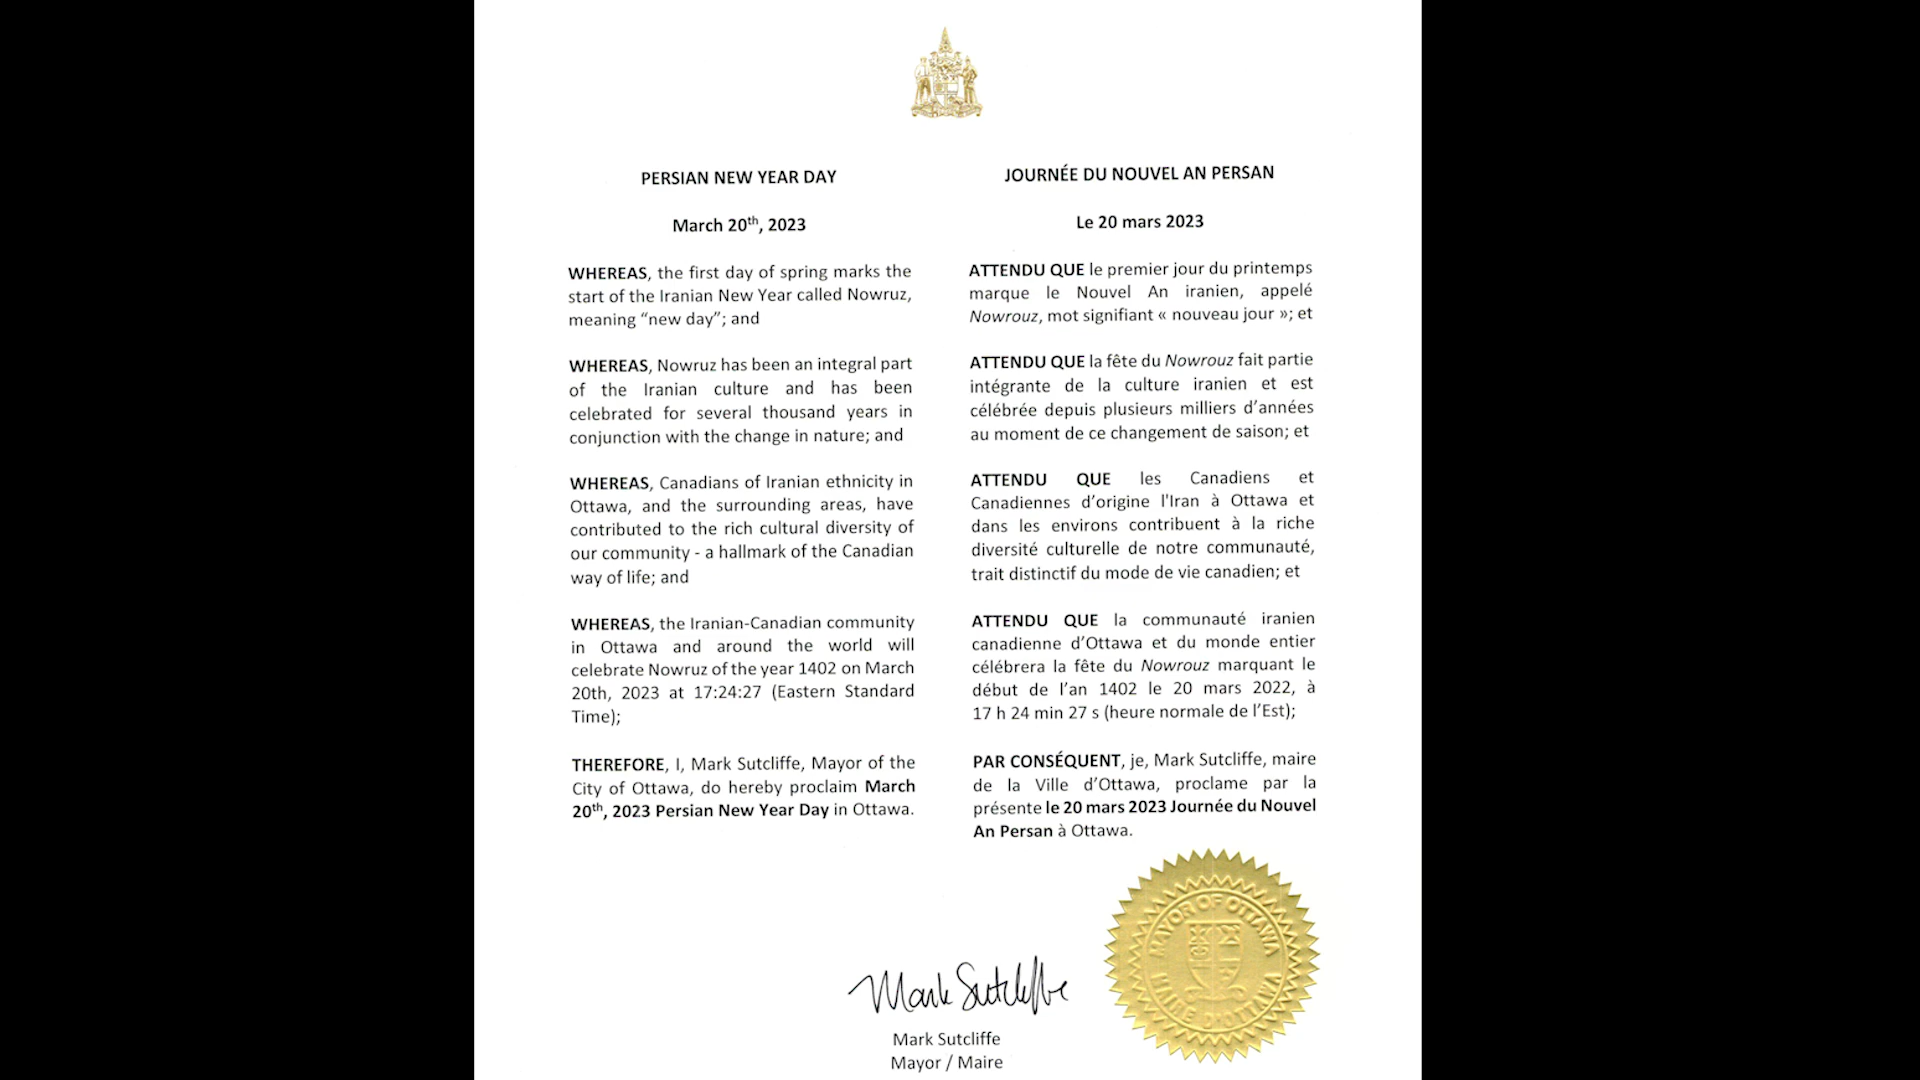 PERSIAN NEW YEAR DAY
March 20th, 2023
WHEREAS, the first day of spring marks the
start of the Iranian New Year called Nowruz,
meaning “new day”; and
WHEREAS, Nowruz has been an integral part
of the Iranian culture and has been
celebrated for several thousand years in
conjunction with the change in nature; and
WHEREAS, Canadians of Iranian ethnicity in
Ottawa, and the surrounding areas, have
contributed to the rich cultural diversity of
our community - a hallmark of the Canadian
way of life; and
WHEREAS, the Iranian-Canadian community
in Ottawa and around the world will
celebrate Nowruz of the year 1402 on March
20th, 2023 at 17:24:27 (Eastern Standard
Time);
THEREFORE, I, Mark Sutcliffe, Mayor of the
City of Ottawa, do hereby proclaim March
20th, 2023 Persian New Year Day in Ottawa.
JOURNÉE DU NOUVEL AN PERSAN
Le 20 mars 2023
ATTENDU QUE le premier jour du printemps
marque le Nouvel An iranien, appelé
Nowrouz, mot signifiant « nouveau jour »; et
ATTENDU QUE la fête du Nowrouz fait partie
intégrante de la culture iranien et est
célébrée depuis plusieurs milliers d’années
au moment de ce changement de saison; et
ATTENDU QUE les Canadiens et
Canadiennes d’origine l'Iran à Ottawa et
dans les environs contribuent à la riche
diversité culturelle de notre communauté,
trait distinctif du mode de vie canadien; et
ATTENDU QUE la communauté iranien
canadienne d’Ottawa et du monde entier
célébrera la fête du Nowrouz marquant le
début de l’an 1402 le 20 mars 2022, à
17 h 24 min 27 s (heure normale de l’Est);
PAR CONSÉQUENT, je, Mark Sutcliffe, maire
de la Ville d’Ottawa, proclame par la
présente le 20 mars 2023 Journée du Nouvel
An Persan à Ottawa.
Mark Sutcliffe
Mark Sutcliffe
Mayor / Maire
MAYOR OF OTTAWA
MAIRE D'OTTAWA